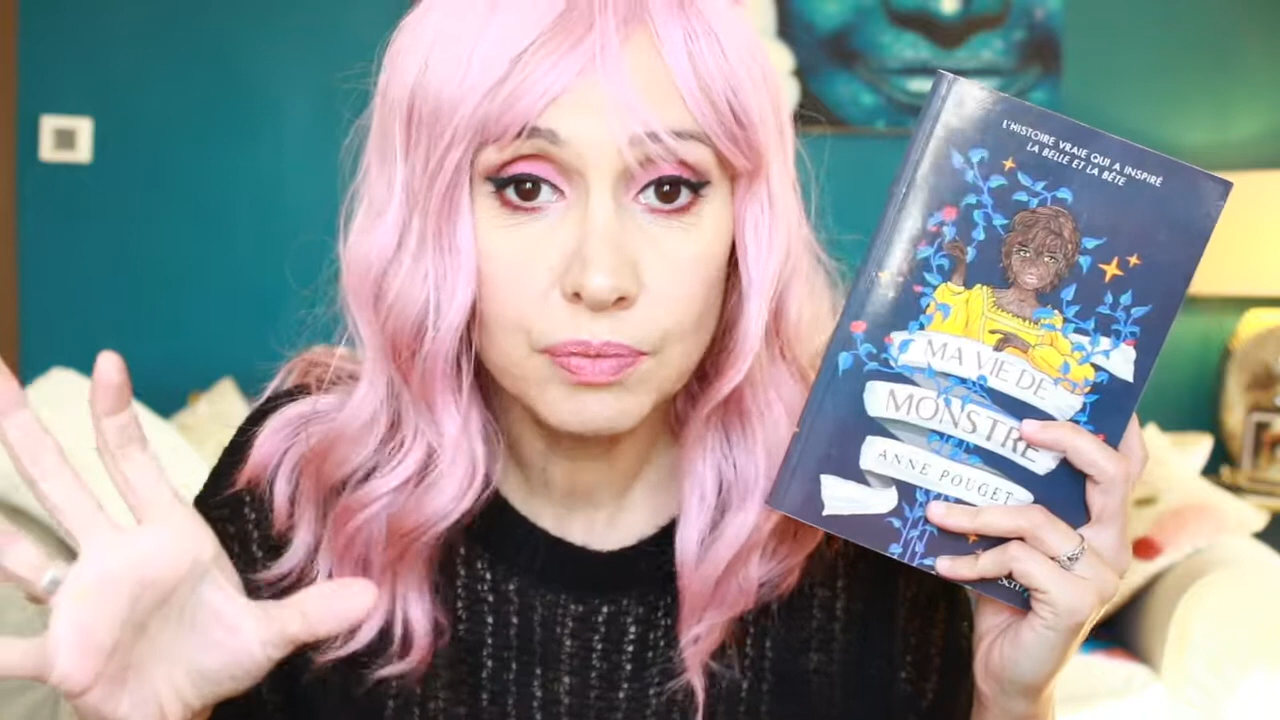 L'HISTOIRE VRAIE QUI A INSPIRÉ
LA BELLE ET LA BÊTE
MA VIE DE
MONSTRE
ANNE POUGET